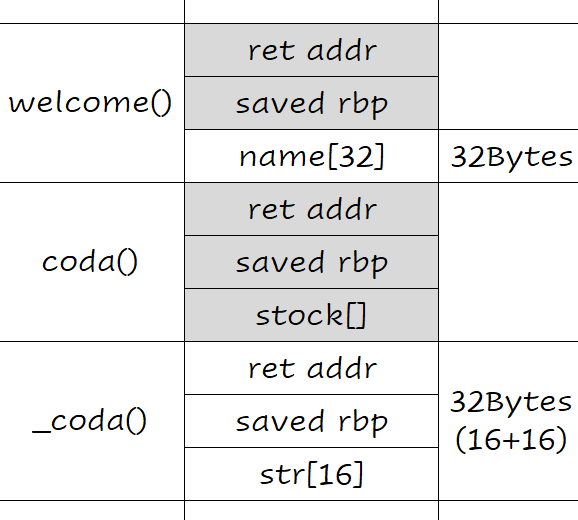 ret addr
welcome()
saved rbp
name[32]
32Bytes
ret addr
coda()
saved rbp
stock[]
ret addr
_coda()
saved rbp
32Bytes
(16+16)
str[16]